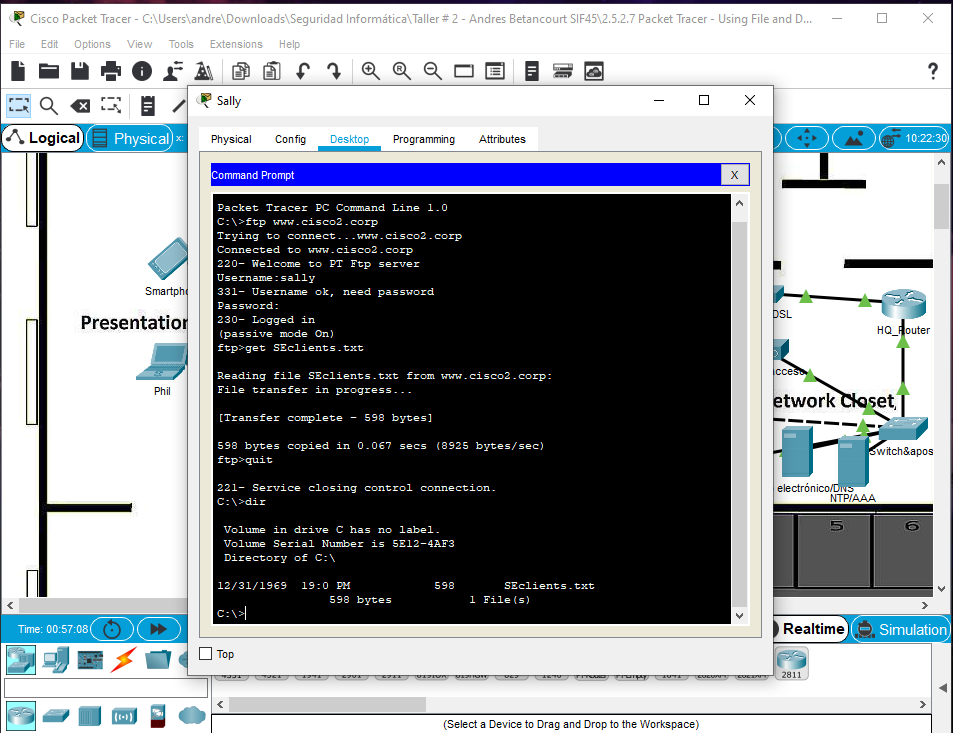 Cisco Packet Tracer - C:\Users\andre\Downloads\Seguridad Informática\Taller # 2 - Andres Betancourt SIF45\2.5.2.7 Packet Tracer - Using File and D...
File Edit Options View Tools Extensions Help
?
Sally
Logical
Physical
x:
10:22:30
Physical Config Desktop Programming Attributes
Command Prompt
X
Packet Tracer PC Command Line 1.0
C:\>ftp www.cisco2.corp
Trying to connect...www.cisco2.corp
Connected to www.cisco2.corp
220- Welcome to PT Ftp server
Username:sally
331- Username ok, need password
Password:
230- Logged in
(passive mode On)
ftp>get SEclients.txt
Reading file SEclients.txt from www.cisco2.corp:
File transfer in progress...
[Transfer complete - 598 bytes]
598 bytes copied in 0.067 secs (8925 bytes/sec)
ftp>quit
221- Service closing control connection.
C:\>dir
Volume in drive C has no label.
Volume Serial Number is 5E12-4AF3
Directory of C:\
12/31/1969 19:0 PM 598 SEclients.txt
598 bytes 1 File(s)
C:\>
Top
Smartpho
Presentation
Phil
DSL
HQ_Router
access
etwork Closet
Switch&apos
electrónico/DNS
NTP/AAA
5
6
Time: 00:57:08
Realtime
Simulation
2811
(Select a Device to Drag and Drop to the Workspace)